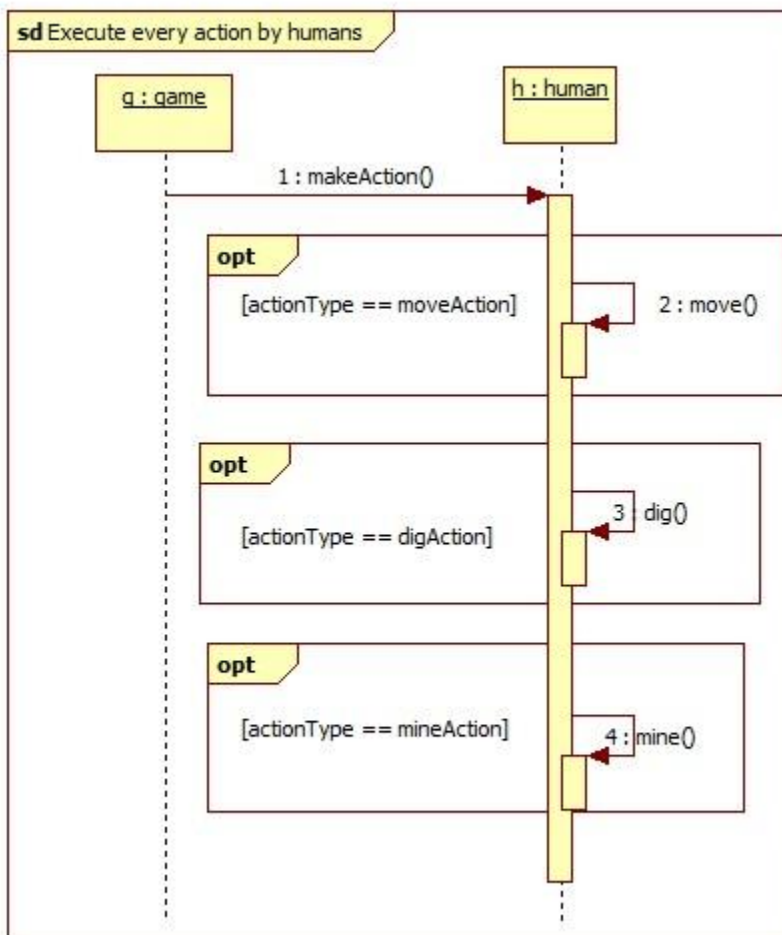 sd Execute every action by humans
g : game
h : human
1 : makeAction()
opt
[actionType == moveAction]
2 : move()
opt
3 : dig()
[actionType == digAction]
opt
[actionType == mineAction]
4 : mine()